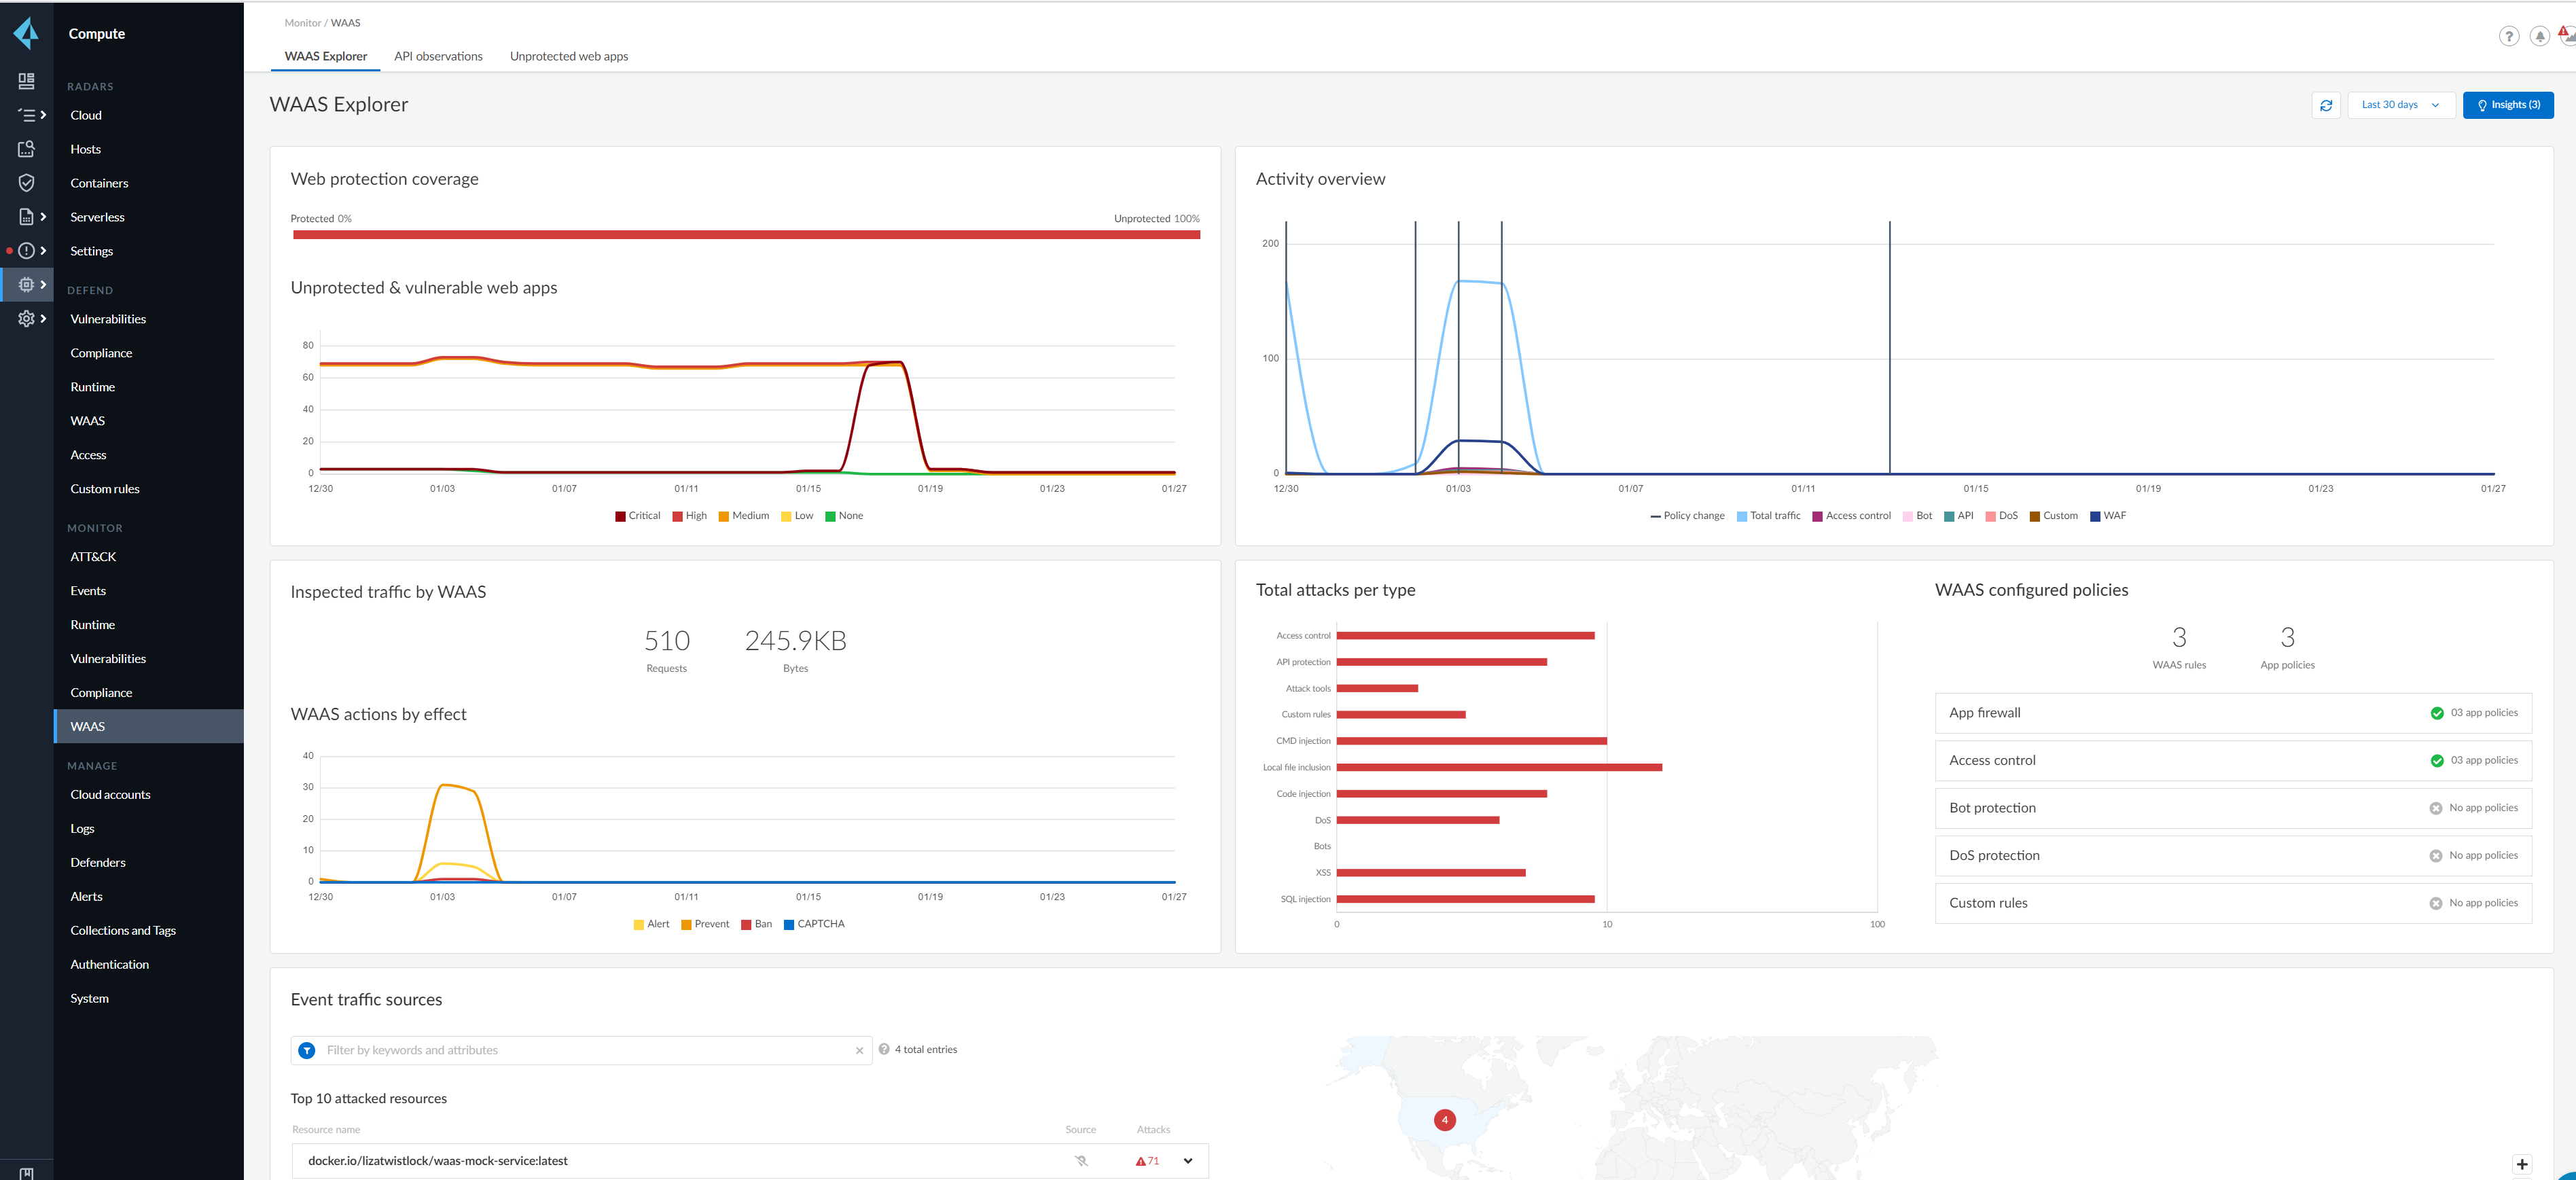 Compute
RADARS
Cloud
Hosts
Containers
Serverless
Settings
DEFEND
Vulnerabilities
Compliance
Runtime
WAAS
Access
Custom rules
MONITOR
ATT&CK
Events
Runtime
Vulnerabilities
Compliance
WAAS
MANAGE
Cloud accounts
Logs
Defenders
Alerts
Collections and Tags
Authentication
System
Monitor / WAAS
WAAS Explorer API observations Unprotected web apps
WAAS Explorer
Last 30 days
Insights (3)
Web protection coverage
Protected 0% Unprotected 100%
Unprotected & vulnerable web apps
80
60
40
20
0
12/30 01/03 01/07 01/11 01/15 01/19 01/23 01/27
Critical High Medium Low None
Activity overview
200
100
0
12/30 01/03 01/07 01/11 01/15 01/19 01/23 01/27
Policy change Total traffic Access control Bot API DoS Custom WAF
Inspected traffic by WAAS
510 245.9KB
Requests Bytes
WAAS actions by effect
40
30
20
10
0
12/30 01/03 01/07 01/11 01/15 01/19 01/23 01/27
Alert Prevent Ban CAPTCHA
Total attacks per type
Access control
API protection
Attack tools
Custom rules
CMD injection
Local file inclusion
Code injection
DoS
Bots
XSS
SQL injection
0 10 100
WAAS configured policies
3 3
WAAS rules App policies
App firewall 03 app policies
Access control 03 app policies
Bot protection No app policies
DoS protection No app policies
Custom rules No app policies
Event traffic sources
Filter by keywords and attributes
4 total entries
Top 10 attacked resources
Resource name Source Attacks
docker.io/lizatwistlock/waas-mock-service:latest 71
4